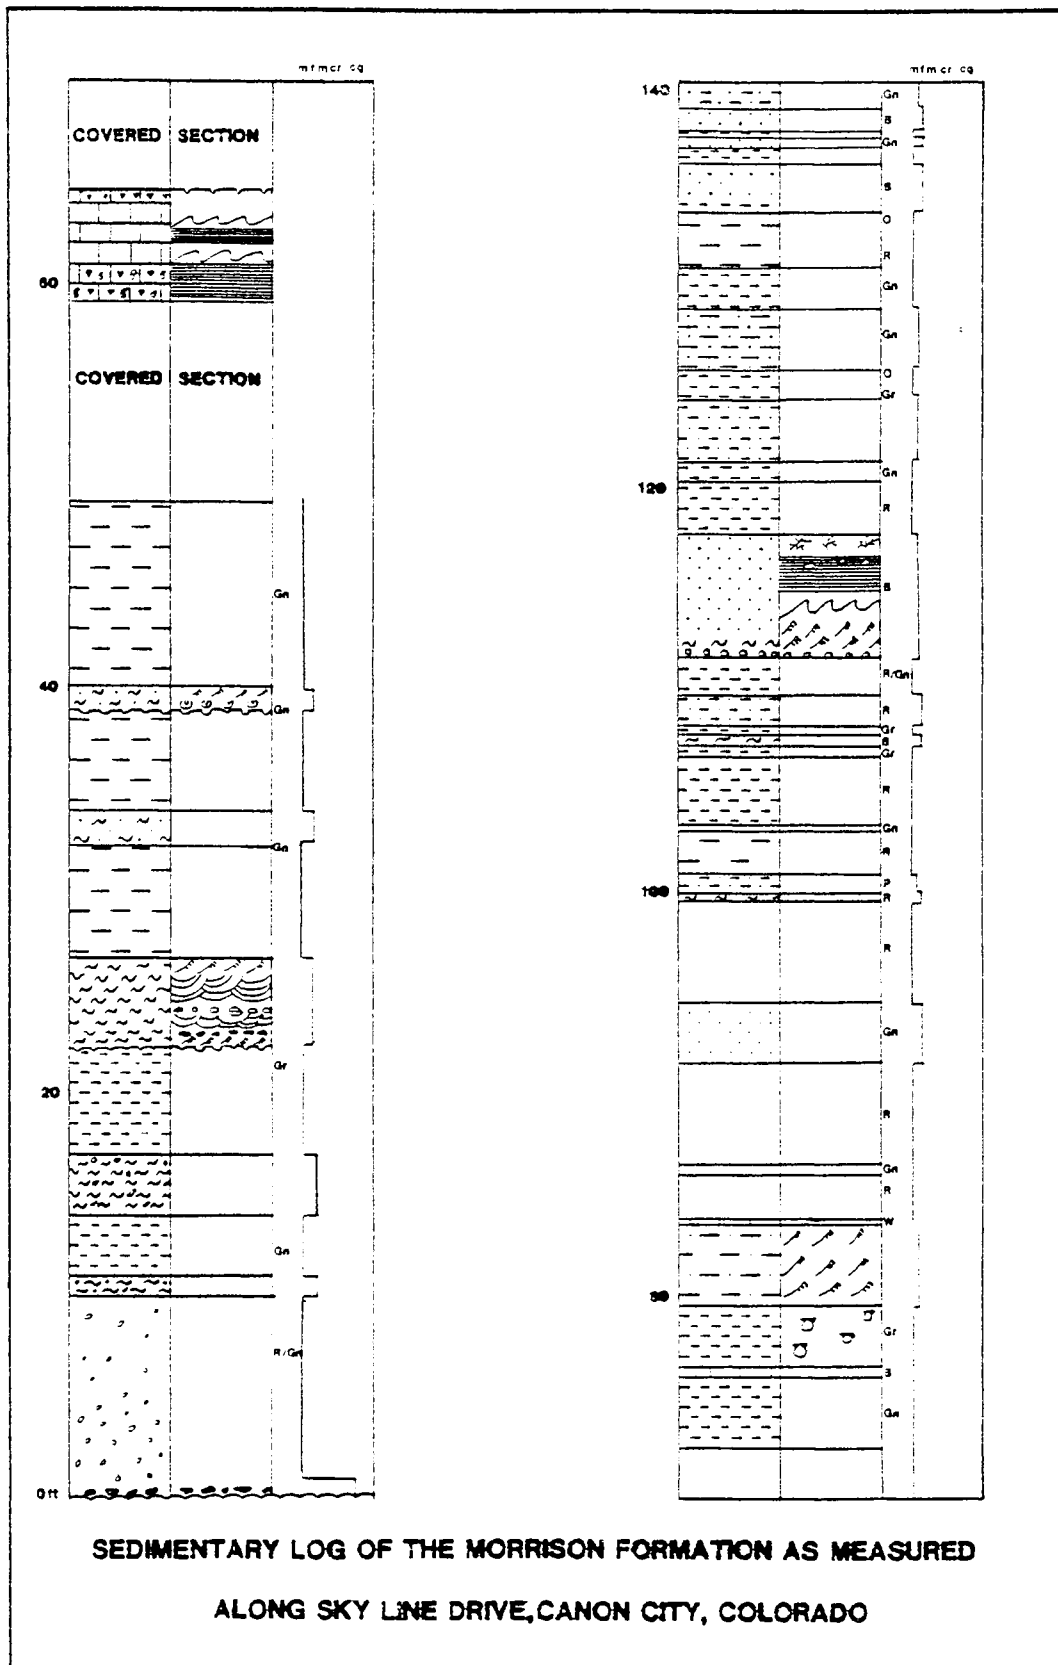 mfmcr cg
COVERED SECTION
60
COVERED SECTION
Gn
40
Gn
Gn
Gr
20
Gn
R/Gn
0 ft
mfmcr cg
140
Gn
B
Gn
B
O
R
Gn
Gn
O
Gr
Gn
120
R
B
R/Gn
R
Gr
B
Gr
R
Gn
R
P
100
R
R
Gn
R
Gn
R
W
80
Gr
Gn
SEDIMENTARY LOG OF THE MORRISON FORMATION AS MEASURED
ALONG SKY LINE DRIVE, CANON CITY, COLORADO